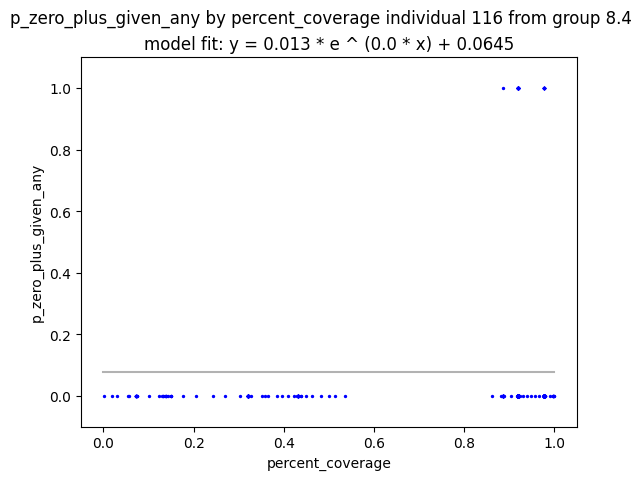 p_zero_plus_given_any by percent_coverage individual 116 from group 8.4
model fit: y = 0.013 * e ^ (0.0 * x) + 0.0645
1.0
0.8
0.6
0.4
0.2
0.0
p_zero_plus_given_any
0.0 0.2 0.4 0.6 0.8 1.0
percent_coverage